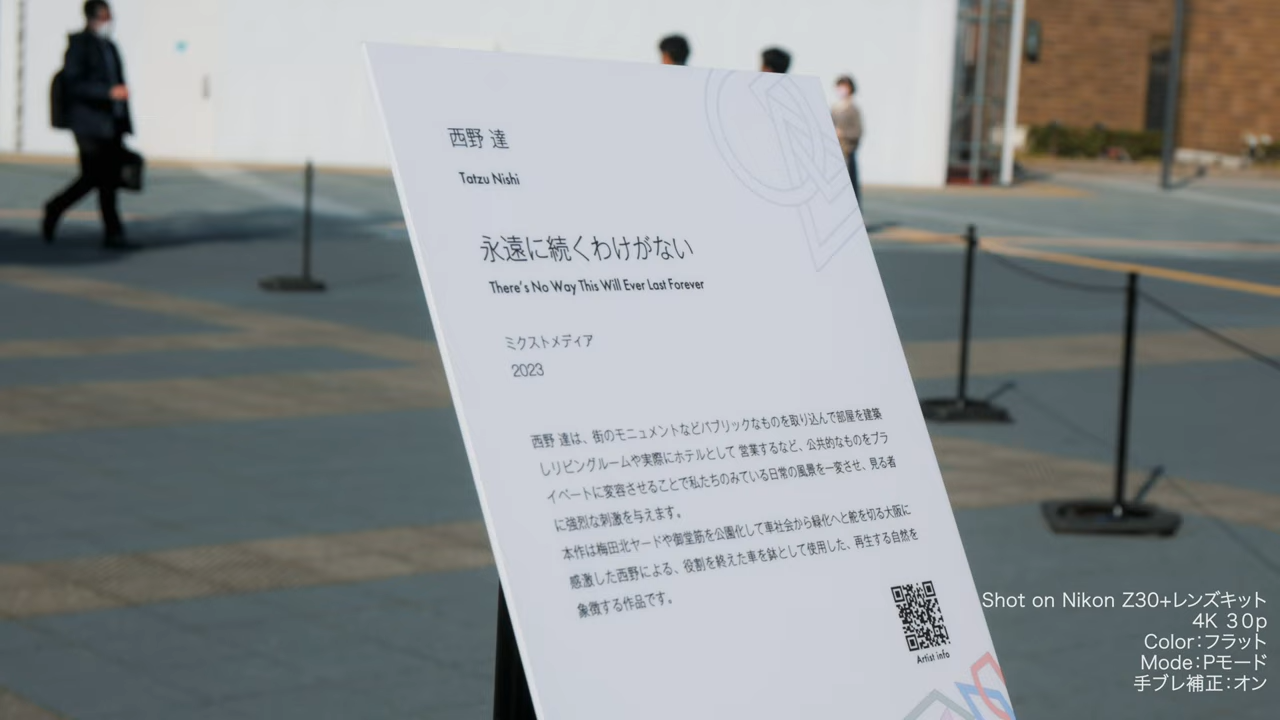 西野 達
Tatzu Nishi
永遠に続くわけがない
There's No Way This Will Ever Last Forever
ミクストメディア
2023
西野 達は、街のモニュメントなどパブリックなものを取り込んで部屋を建築
しリビングルームや実際にホテルとして営業するなど、公共的なものをプラ
イベートに変容させることで私たちのみている日常の風景を一変させ、見る者
に強烈な刺激を与えます。
本作は梅田北ヤードや御堂筋を公園化して車社会から緑化へと舵を切る大阪に
感激した西野による、役割を終えた車を鉢として使用した、再生する自然を
象徴する作品です。
Artist info
Shot on Nikon Z30+レンズキット
4K 30p
Color:フラット
Mode:Pモード
手ブレ補正:オン